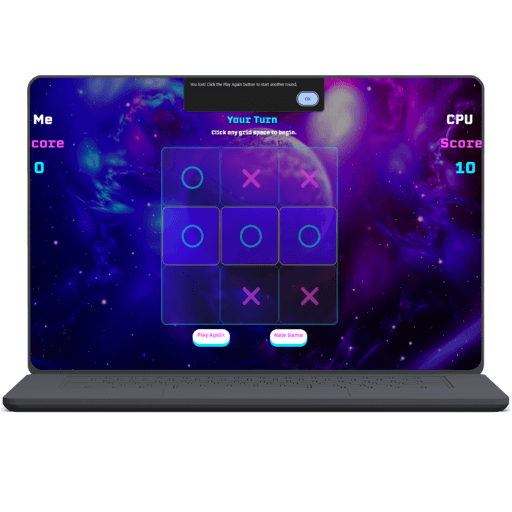 You lost! Click the Play Again button to start another round.
OK
Your Turn
Click any grid space to begin.
Me
core
0
CPU
Score
10
O X X
O O O
X X
Play Again
New Game